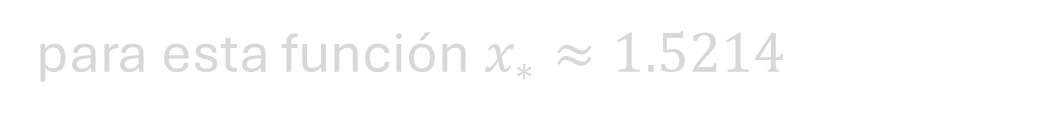 para esta función x_* ≈ 1.5214